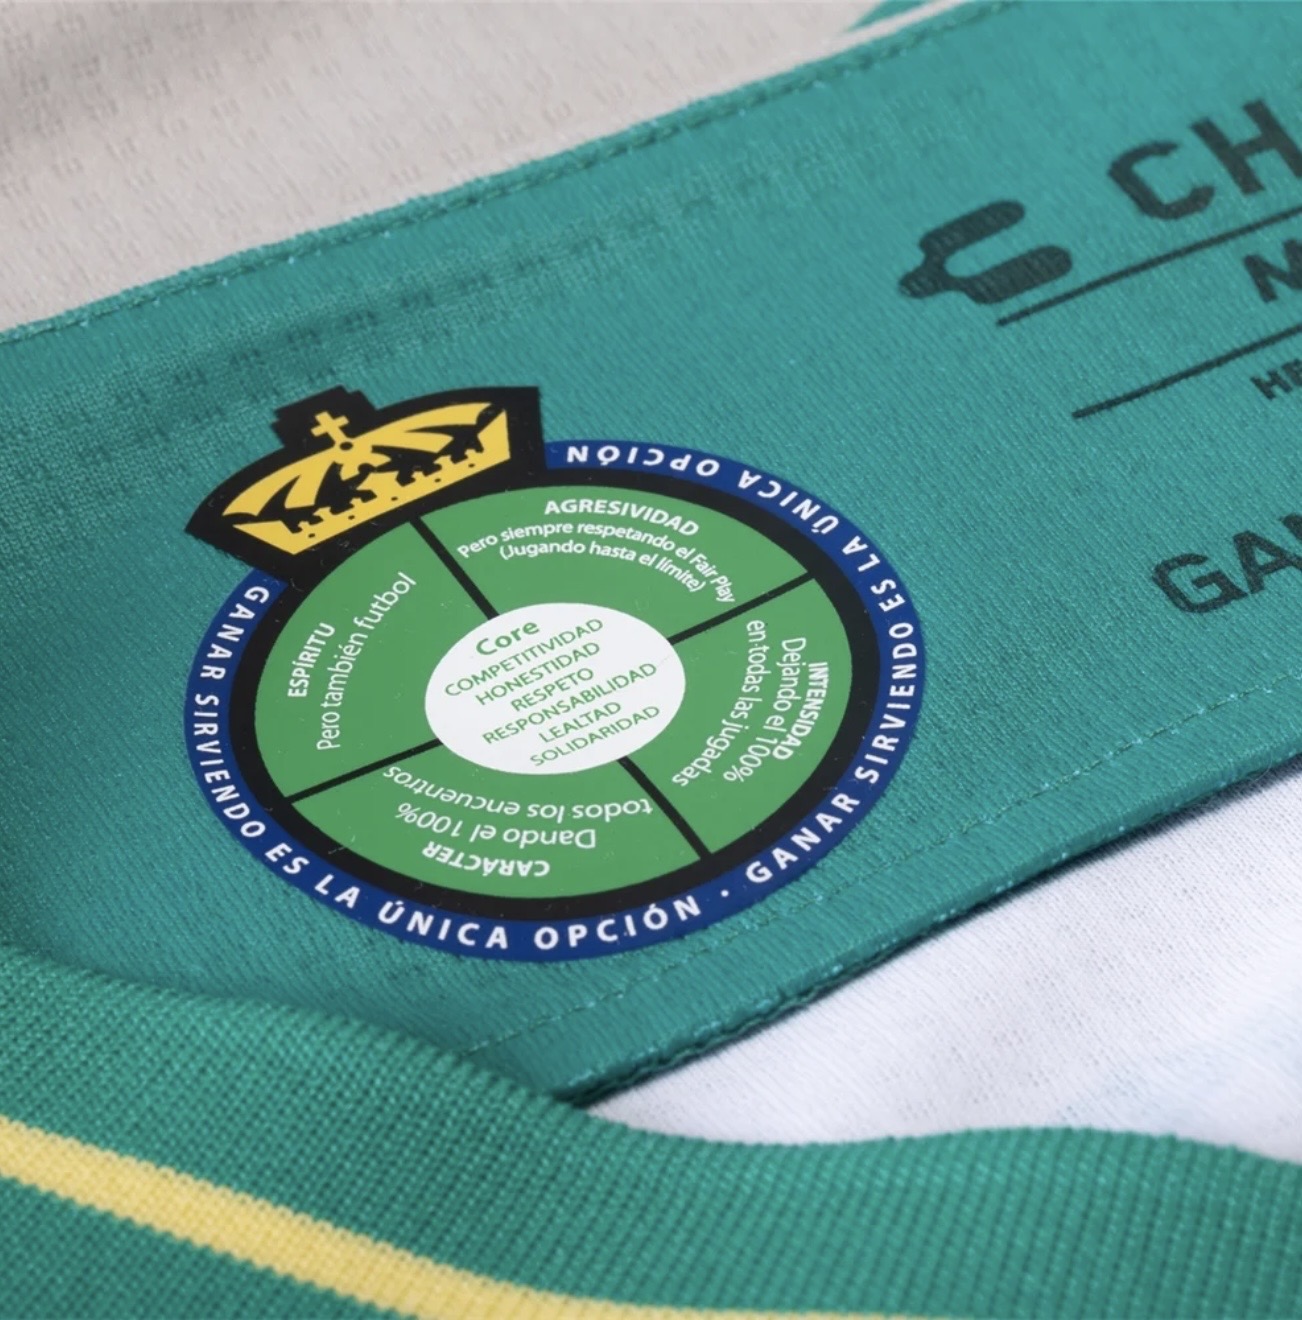 CH
GANAR SIRVIENDO ES LA ÚNICA OPCIÓN · GANAR SIRVIENDO ES LA ÚNICA OPCIÓN
AGRESIVIDAD
Pero siempre respetando el Fair Play
(Jugando hasta el límite)
INTENSIDAD
Dejando el 100%
en todas las jugadas
CARÁCTER
Dando el 100%
todos los encuentros
ESPÍRITU
Pero también futbol
Core
COMPETITIVIDAD
HONESTIDAD
RESPETO
RESPONSABILIDAD
LEALTAD
SOLIDARIDAD